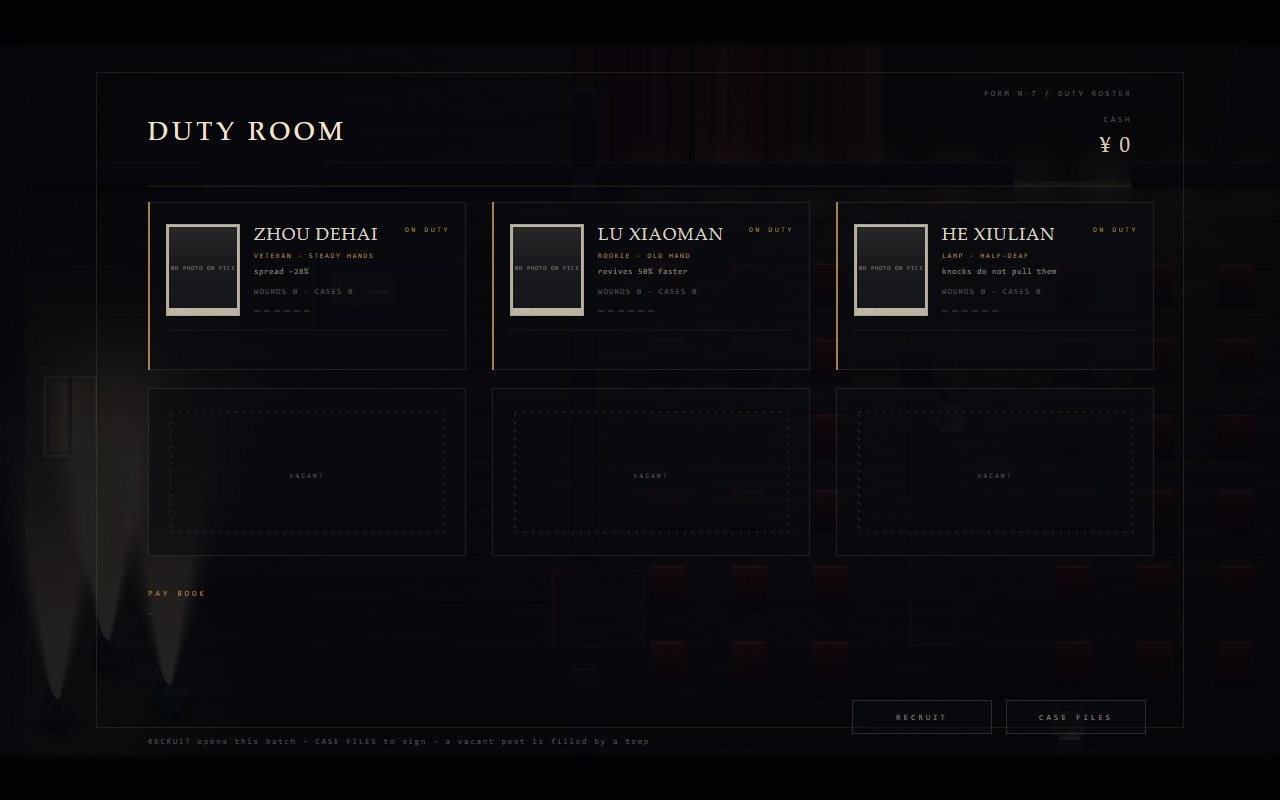 FORM N-7 / DUTY ROSTER
DUTY ROOM
CASH
¥ 0
NO PHOTO ON FILE
ZHOU DEHAI
ON DUTY
VETERAN · STEADY HANDS
spread -28%
WOUNDS 0 · CASES 0
NO PHOTO ON FILE
LU XIAOMAN
ON DUTY
ROOKIE · OLD HAND
revives 50% faster
WOUNDS 0 · CASES 0
NO PHOTO ON FILE
HE XIULIAN
ON DUTY
LAMP · HALF-DEAF
knocks do not pull them
WOUNDS 0 · CASES 0
VACANT
VACANT
VACANT
PAY BOOK
RECRUIT
CASE FILES
RECRUIT opens this batch · CASE FILES to sign · a vacant post is filled by a temp